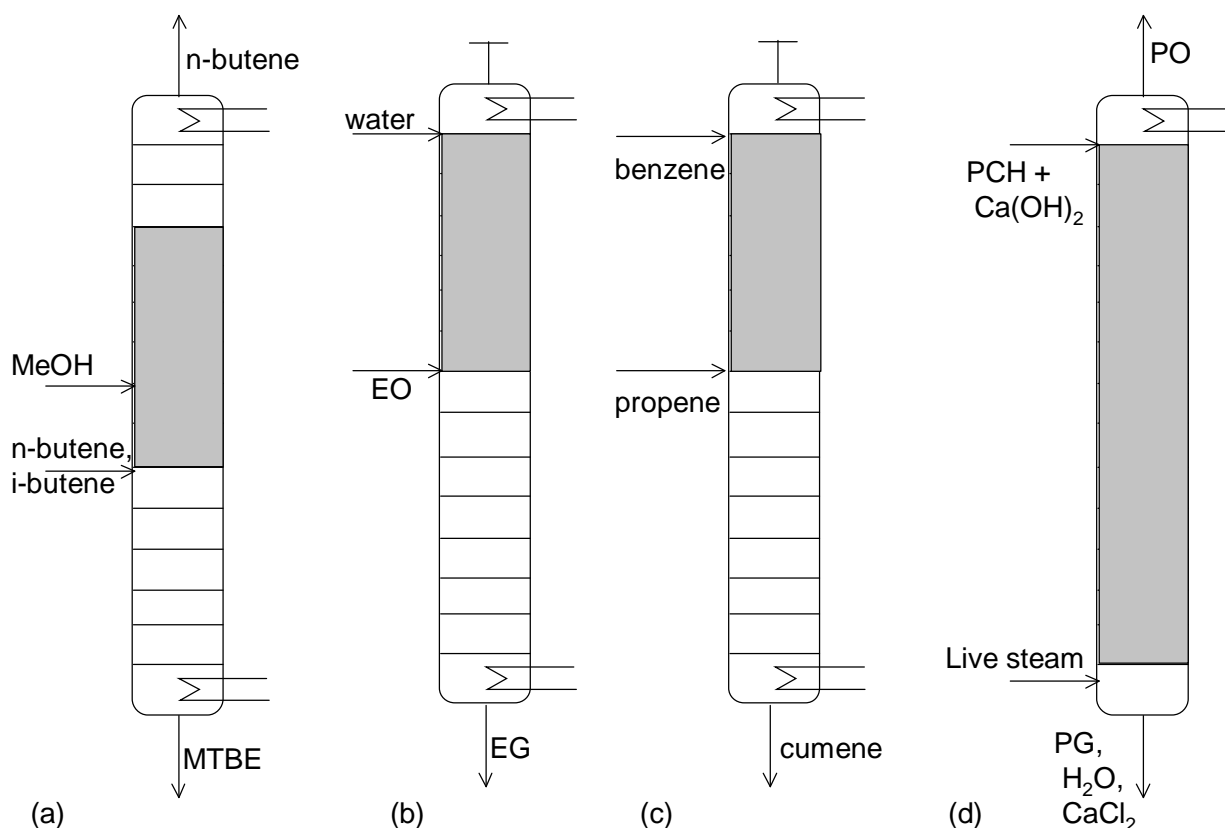 n-butene
MeOH
n-butene,
i-butene
MTBE
(a)
water
EO
EG
(b)
benzene
propene
cumene
(c)
PO
PCH +
Ca(OH)2
Live steam
PG,
H2O,
CaCl2
(d)